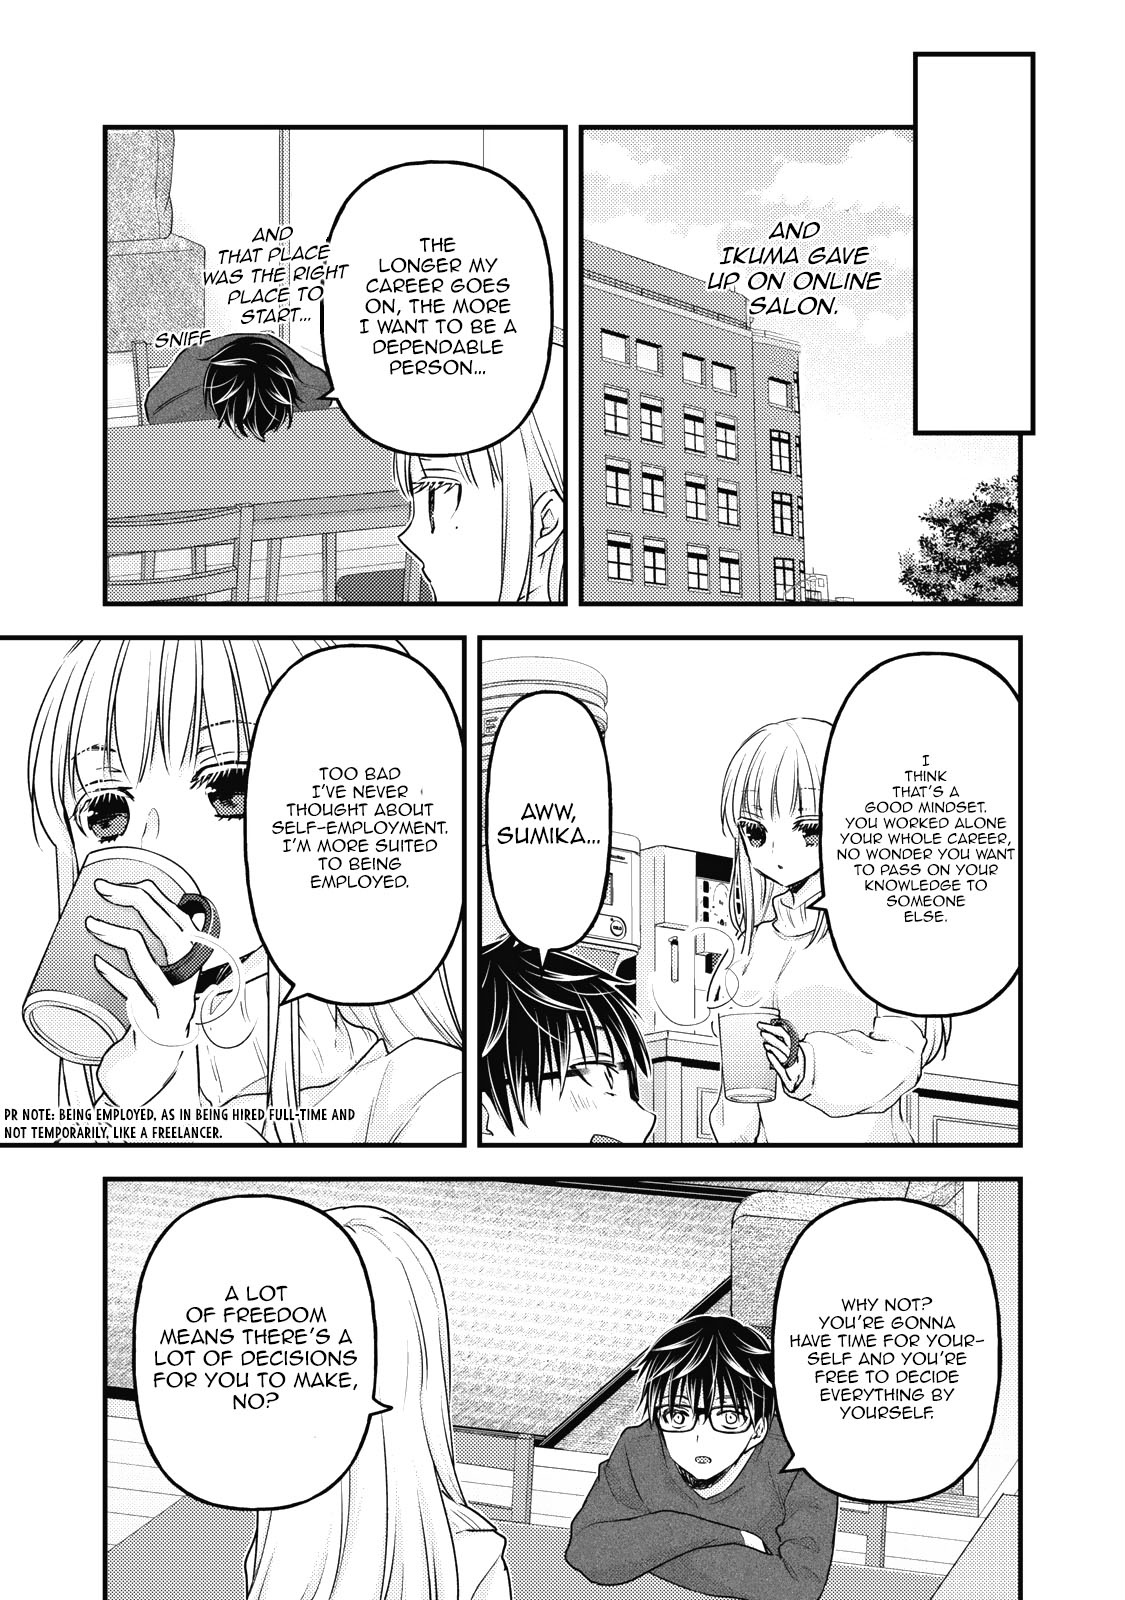 AND
IKUMA GAVE
UP ON ONLINE
SALON.
THE
LONGER MY
CAREER GOES
ON, THE MORE
I WANT TO BE A
DEPENDABLE
PERSON...
AND
THAT PLACE
WAS THE RIGHT
PLACE TO
START...
SNIFF
I
THINK
THAT'S A
GOOD MINDSET.
YOU WORKED ALONE
YOUR WHOLE CAREER,
NO WONDER YOU WANT
TO PASS ON YOUR
KNOWLEDGE TO
SOMEONE
ELSE.
AWW,
SUMIKA...
TOO BAD
I'VE NEVER
THOUGHT ABOUT
SELF-EMPLOYMENT.
I'M MORE SUITED
TO BEING
EMPLOYED.
PR NOTE: BEING EMPLOYED, AS IN BEING HIRED FULL-TIME AND
NOT TEMPORARILY, LIKE A FREELANCER.
WHY NOT?
YOU'RE GONNA
HAVE TIME FOR YOUR-
SELF AND YOU'RE
FREE TO DECIDE
EVERYTHING BY
YOURSELF.
A LOT
OF FREEDOM
MEANS THERE'S A
LOT OF DECISIONS
FOR YOU TO MAKE,
NO?